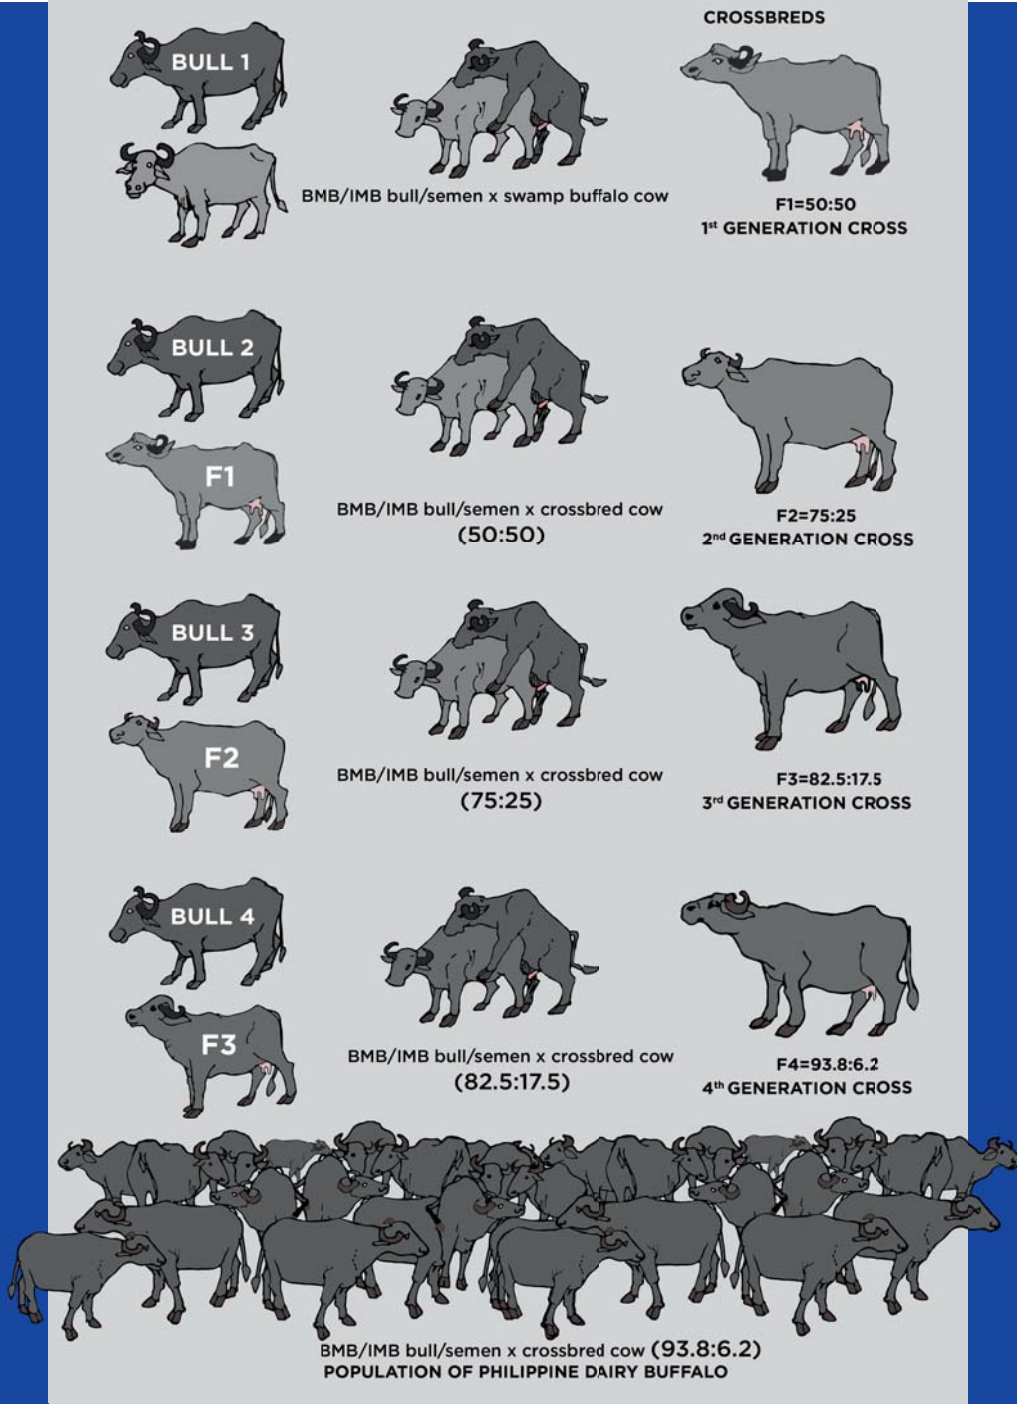 CROSSBREDS
BULL 1
BMB/IMB bull/semen x swamp buffalo cow
F1=50:50
1st GENERATION CROSS
BULL 2
F1
BMB/IMB bull/semen x crossbred cow
(50:50)
F2=75:25
2nd GENERATION CROSS
BULL 3
F2
BMB/IMB bull/semen x crossbred cow
(75:25)
F3=82.5:17.5
3rd GENERATION CROSS
BULL 4
F3
BMB/IMB bull/semen x crossbred cow
(82.5:17.5)
F4=93.8:6.2
4th GENERATION CROSS
BMB/IMB bull/semen x crossbred cow (93.8:6.2)
POPULATION OF PHILIPPINE DAIRY BUFFALO